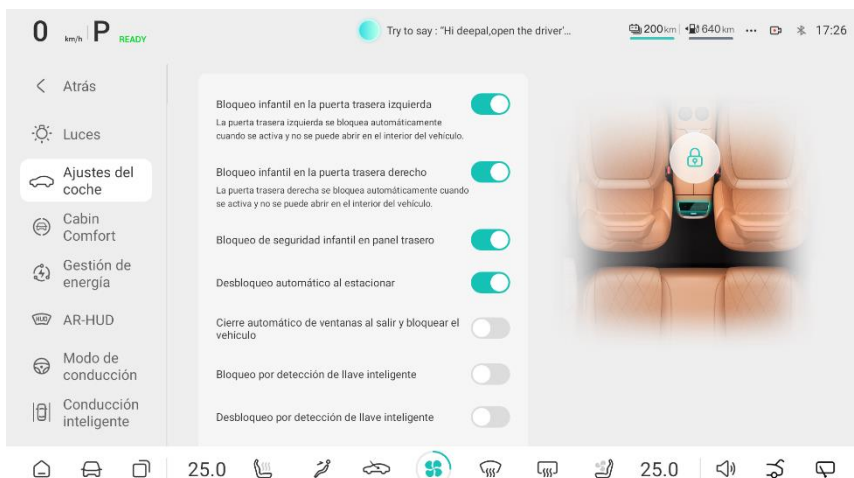 0 km/h P READY
Try to say : "Hi deepal,open the driver'...
200km 640 km ... 17:26
Atrás
Luces
Ajustes del
coche
Cabin
Comfort
Gestión de
energía
HUD AR-HUD
Modo de
conducción
Conducción
inteligente
Bloqueo infantil en la puerta trasera izquierda
La puerta trasera izquierda se bloquea automáticamente
cuando se activa y no se puede abrir en el interior del vehículo.
Bloqueo infantil en la puerta trasera derecho
La puerta trasera derecha se bloquea automáticamente cuando
se activa y no se puede abrir en el interior del vehículo.
Bloqueo de seguridad infantil en panel trasero
Desbloqueo automático al estacionar
Cierre automático de ventanas al salir y bloquear el
vehículo
Bloqueo por detección de llave inteligente
Desbloqueo por detección de llave inteligente
25.0 25.0